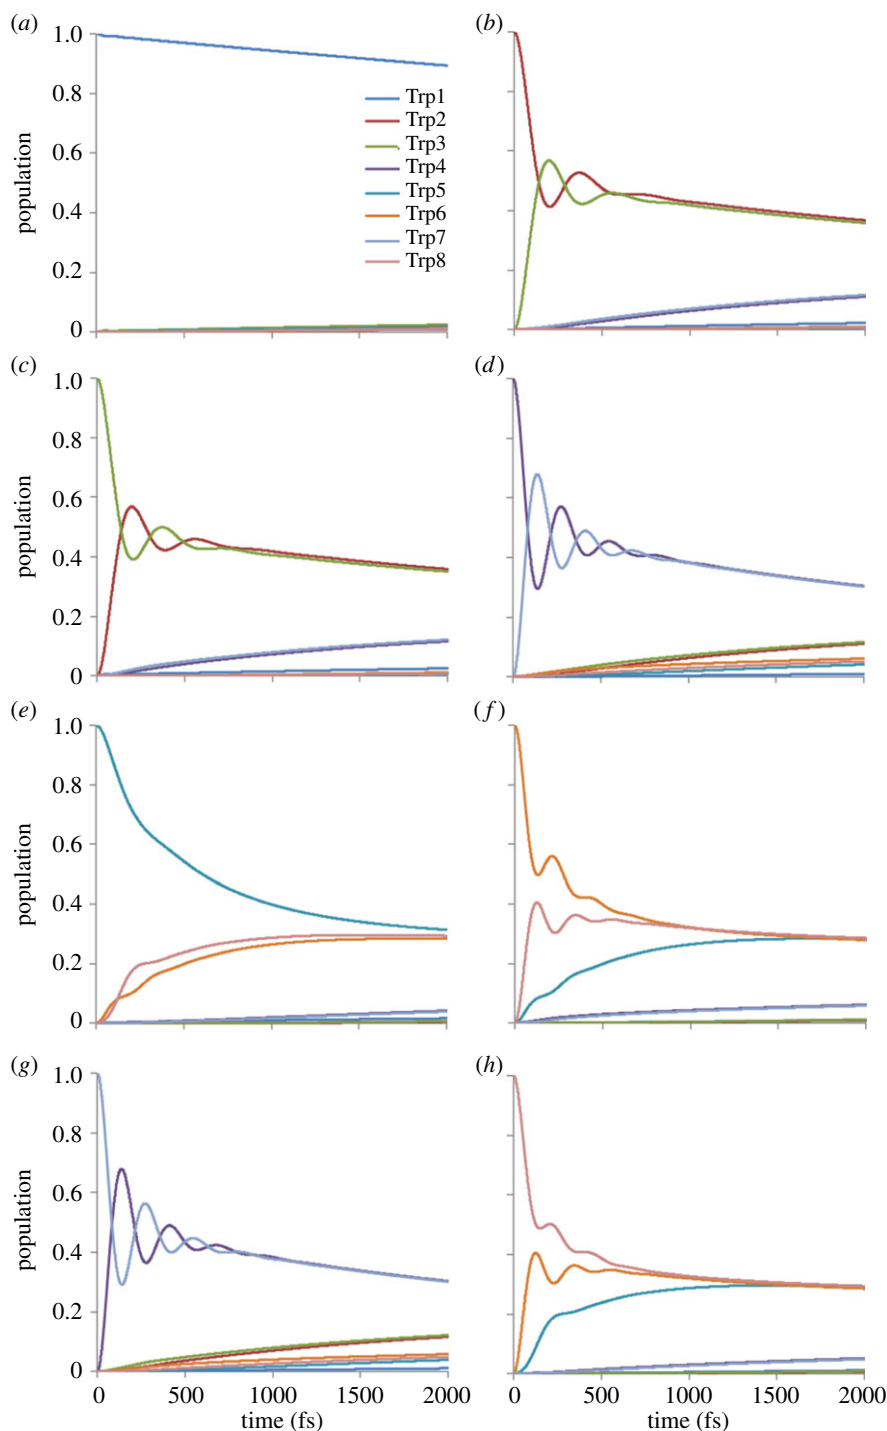 (a)
1.0
0.8
0.6
0.4
0.2
0
population
Trp1
Trp2
Trp3
Trp4
Trp5
Trp6
Trp7
Trp8
(b)
(c)
1.0
0.8
0.6
0.4
0.2
0
population
(d)
(e)
1.0
0.8
0.6
0.4
0.2
0
population
(f)
(g)
1.0
0.8
0.6
0.4
0.2
0
population
0 500 1000 1500 2000
time (fs)
(h)
0 500 1000 1500 2000
time (fs)